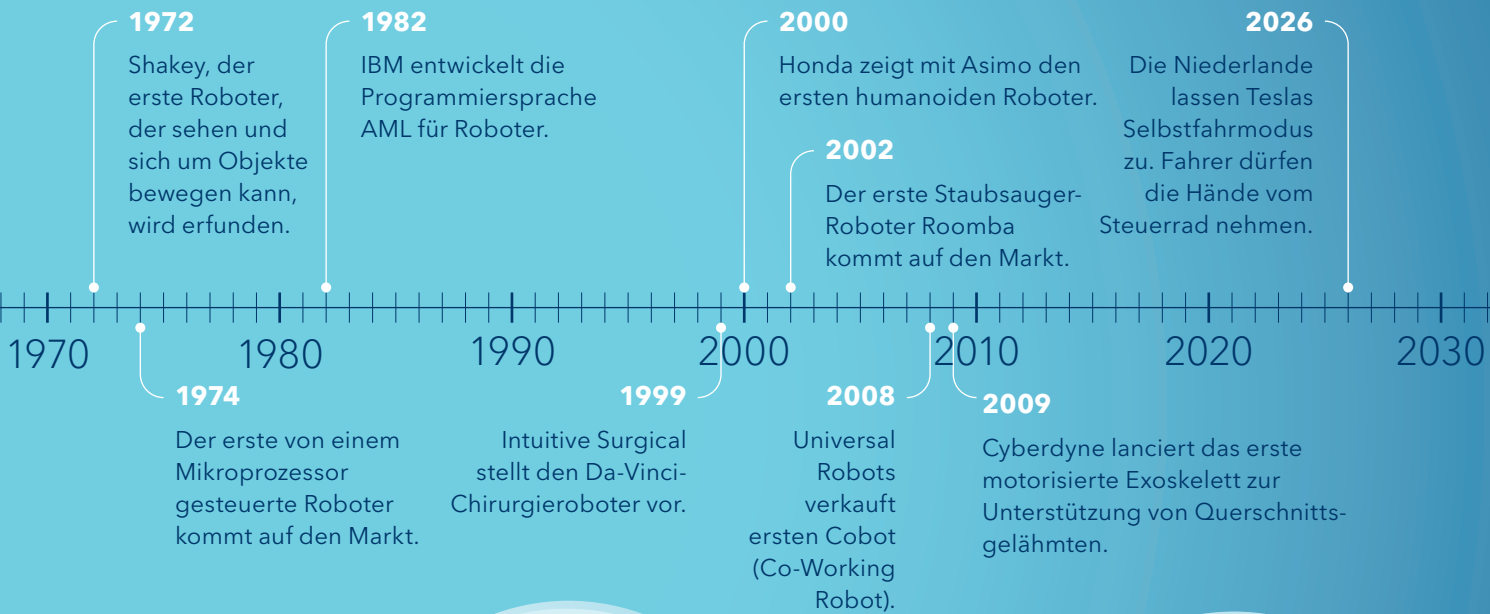 1972
Shakey, der
erste Roboter,
der sehen und
sich um Objekte
bewegen kann,
wird erfunden.
1982
IBM entwickelt die
Programmiersprache
AML für Roboter.
2000
Honda zeigt mit Asimo den
ersten humanoiden Roboter.
2002
Der erste Staubsauger-
Roboter Roomba
kommt auf den Markt.
2026
Die Niederlande
lassen Teslas
Selbstfahrmodus
zu. Fahrer dürfen
die Hände vom
Steuerrad nehmen.
1970 1980 1990 2000 2010 2020 2030
1974
Der erste von einem
Mikroprozessor
gesteuerte Roboter
kommt auf den Markt.
1999
Intuitive Surgical
stellt den Da-Vinci-
Chirurgieroboter vor.
2008
Universal
Robots
verkauft
ersten Cobot
(Co-Working
Robot).
2009
Cyberdyne lanciert das erste
motorisierte Exoskelett zur
Unterstützung von Querschnitts-
gelähmten.